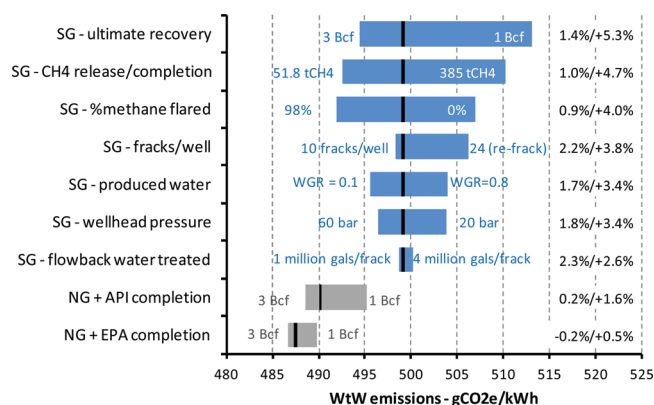 SG - ultimate recovery 3 Bcf 1 Bcf 1.4%/+5.3%
SG - CH4 release/completion 51.8 tCH4 385 tCH4 1.0%/+4.7%
SG - %methane flared 98% 0% 0.9%/+4.0%
SG - fracks/well 10 fracks/well 24 (re-frack) 2.2%/+3.8%
SG - produced water WGR = 0.1 WGR=0.8 1.7%/+3.4%
SG - wellhead pressure 60 bar 20 bar 1.8%/+3.4%
SG - flowback water treated 1 million gals/frack 4 million gals/frack 2.3%/+2.6%
NG + API completion 3 Bcf 1 Bcf 0.2%/+1.6%
NG + EPA completion 3 Bcf 1 Bcf -0.2%/+0.5%
480 485 490 495 500 505 510 515 520 525
WtW emissions - gCO2e/kWh